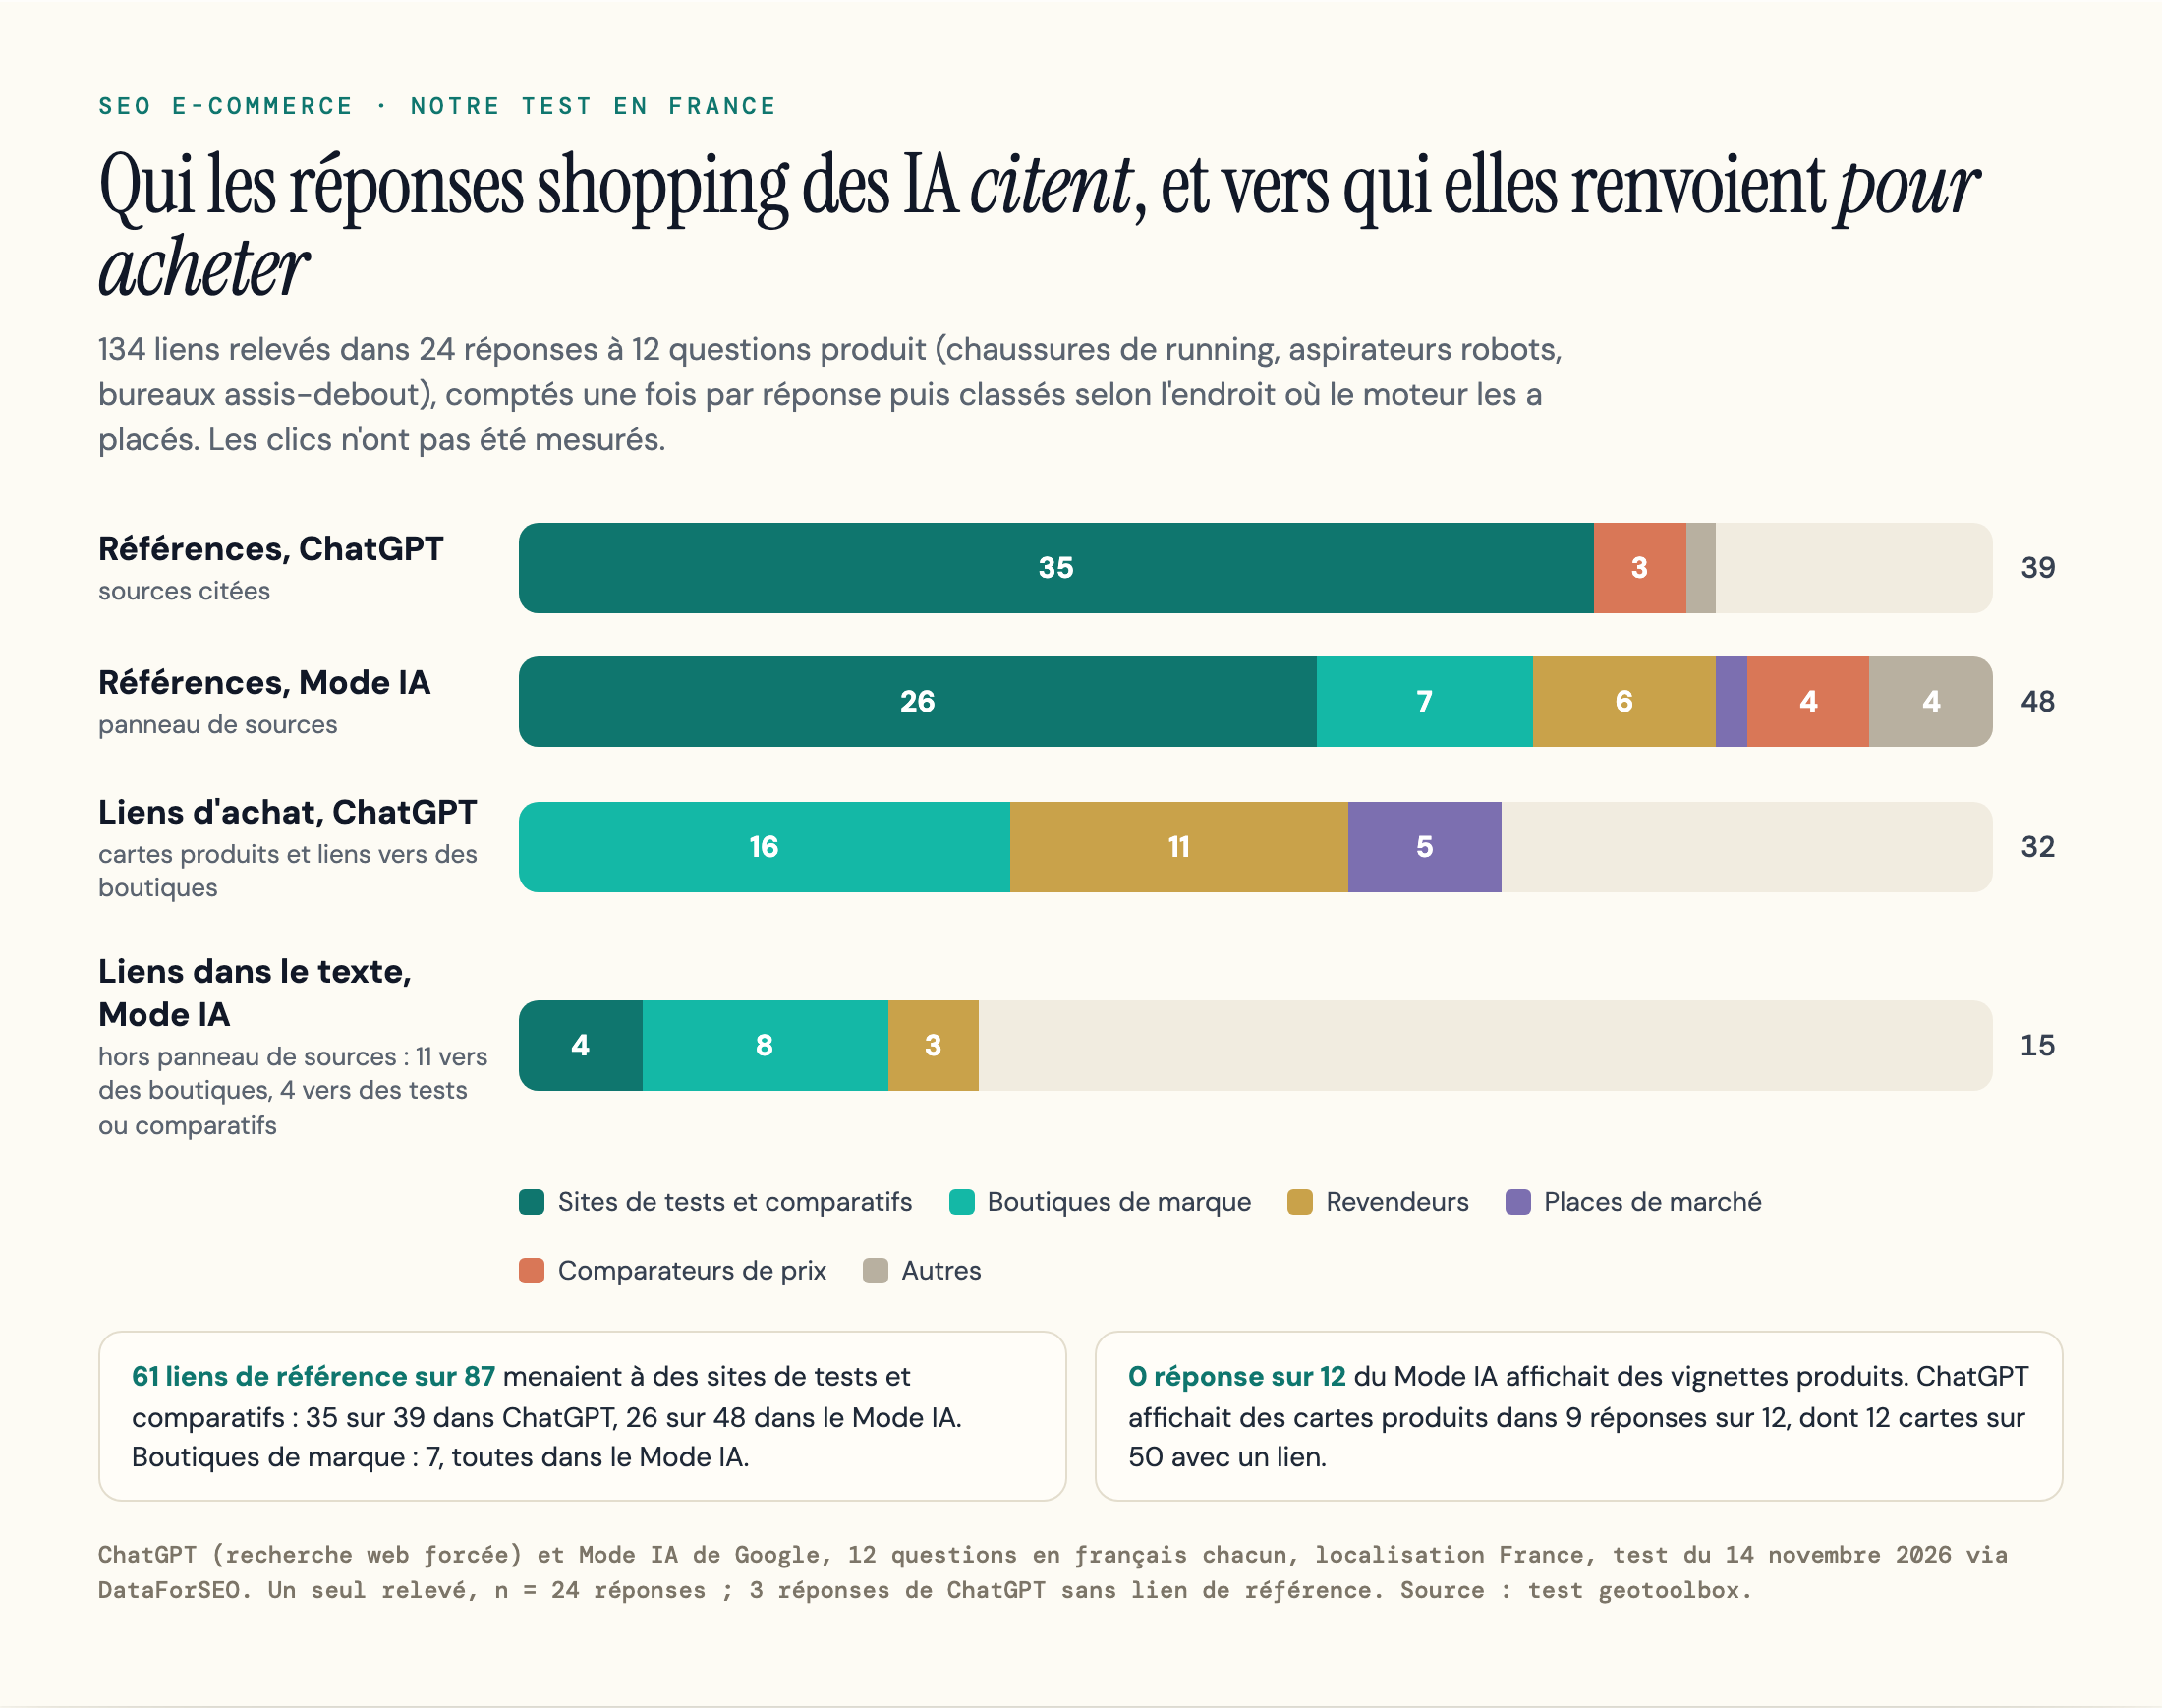 SEO E-COMMERCE · NOTRE TEST EN FRANCE
Qui les réponses shopping des IA citent, et vers qui elles renvoient pour
acheter
134 liens relevés dans 24 réponses à 12 questions produit (chaussures de running, aspirateurs robots,
bureaux assis-debout), comptés une fois par réponse puis classés selon l'endroit où le moteur les a
placés. Les clics n'ont pas été mesurés.
Références, ChatGPT
sources citées
35
3
39
Références, Mode IA
panneau de sources
26
7
6
4
4
48
Liens d'achat, ChatGPT
cartes produits et liens vers des
boutiques
16
11
5
32
Liens dans le texte,
Mode IA
hors panneau de sources : 11 vers
des boutiques, 4 vers des tests
ou comparatifs
4
8
3
15
Sites de tests et comparatifs
Boutiques de marque
Revendeurs
Places de marché
Comparateurs de prix
Autres
61 liens de référence sur 87 menaient à des sites de tests et
comparatifs : 35 sur 39 dans ChatGPT, 26 sur 48 dans le Mode IA.
Boutiques de marque : 7, toutes dans le Mode IA.
0 réponse sur 12 du Mode IA affichait des vignettes produits. ChatGPT
affichait des cartes produits dans 9 réponses sur 12, dont 12 cartes sur
50 avec un lien.
ChatGPT (recherche web forcée) et Mode IA de Google, 12 questions en français chacun, localisation France, test du 14 novembre 2026 via
DataForSEO. Un seul relevé, n = 24 réponses ; 3 réponses de ChatGPT sans lien de référence. Source : test geotoolbox.